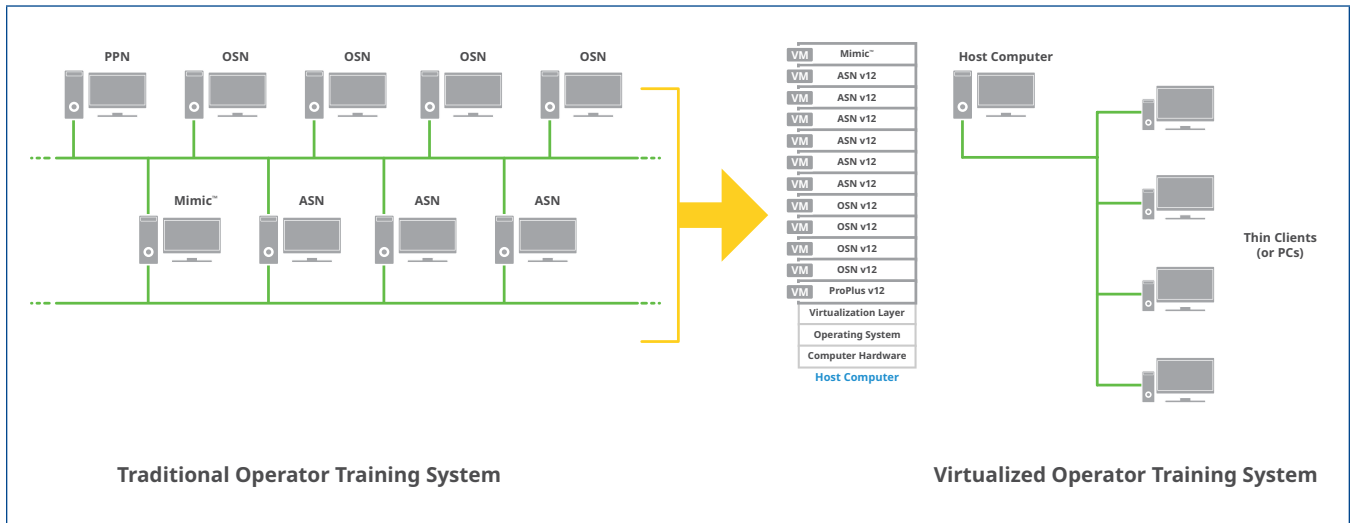 PPN
OSN
OSN
OSN
OSN
Mimic™
ASN
ASN
ASN
VM Mimic™
VM ASN v12
VM ASN v12
VM ASN v12
VM ASN v12
VM ASN v12
VM ASN v12
VM OSN v12
VM OSN v12
VM OSN v12
VM OSN v12
VM ProPlus v12
Virtualization Layer
Operating System
Computer Hardware
Host Computer
Host Computer
Thin Clients
(or PCs)
Traditional Operator Training System
Virtualized Operator Training System